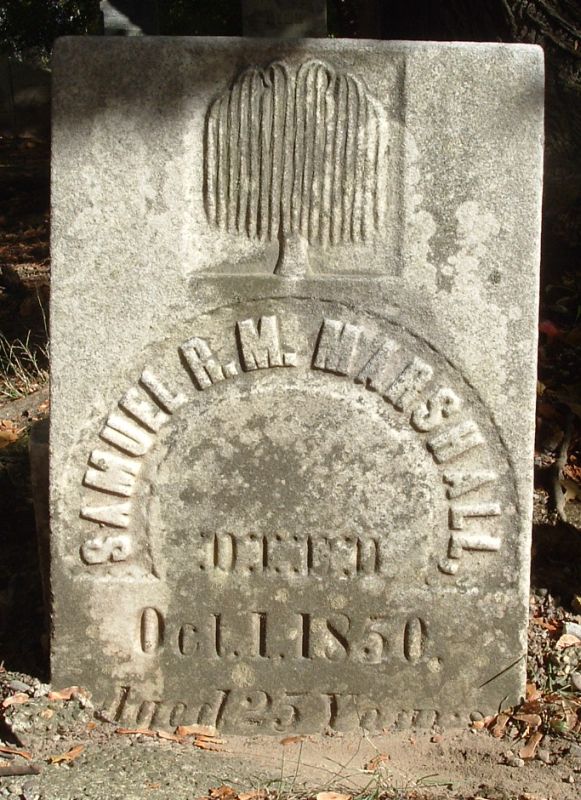 SAMUEL R. M. MARSHALL,
DIED
Oct. 1. 1850.
Aged 25 Years